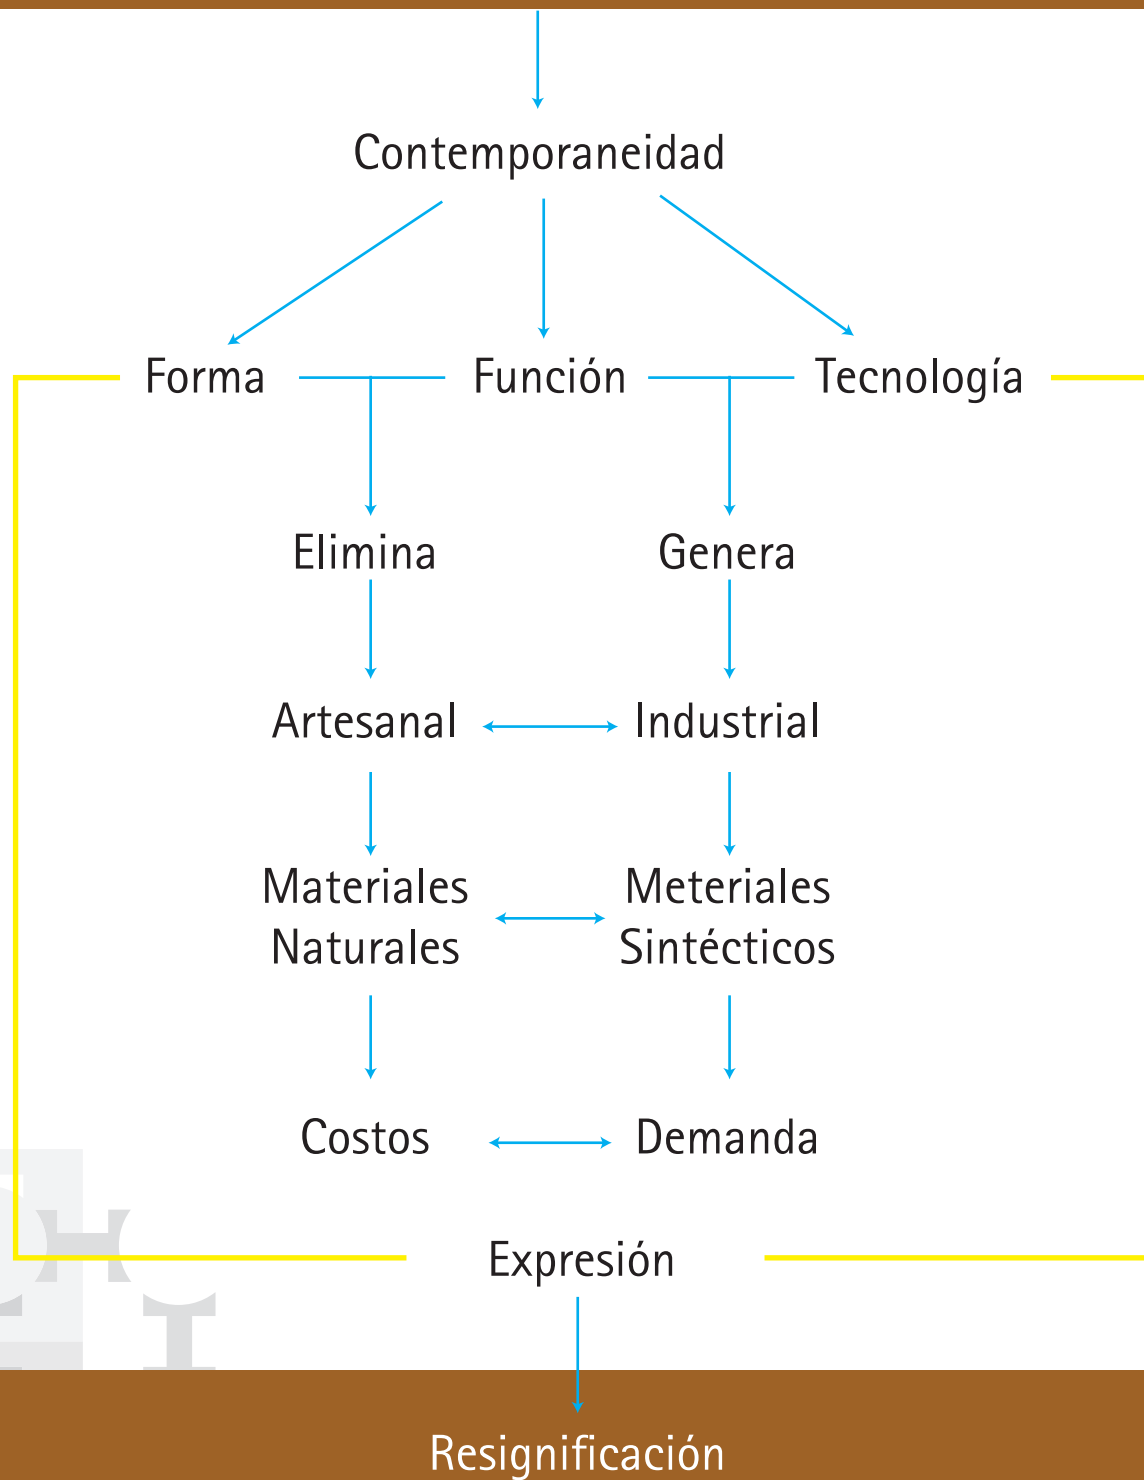 Contemporaneidad
Forma Función Tecnología
Elimina Genera
Artesanal Industrial
Materiales Meteriales
Naturales Sintécticos
Costos Demanda
Expresión
Resignificación